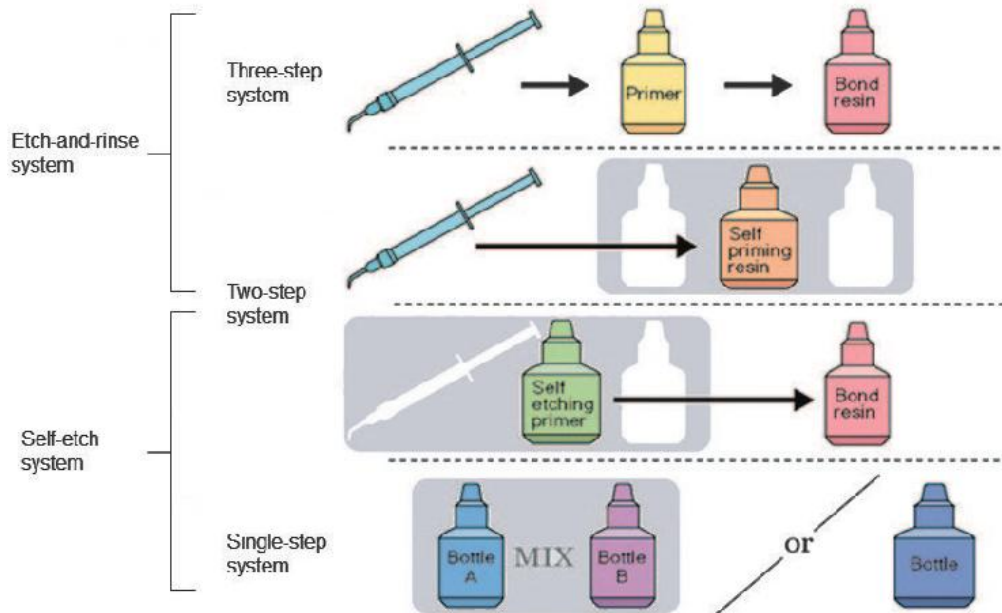 Three-step
system
Primer
Bond
resin
Etch-and-rinse
system
Self
priming
resin
Two-step
system
Self
etching
primer
Bond
resin
Self-etch
system
Single-step
system
Bottle
A
MIX
Bottle
B
or
Bottle